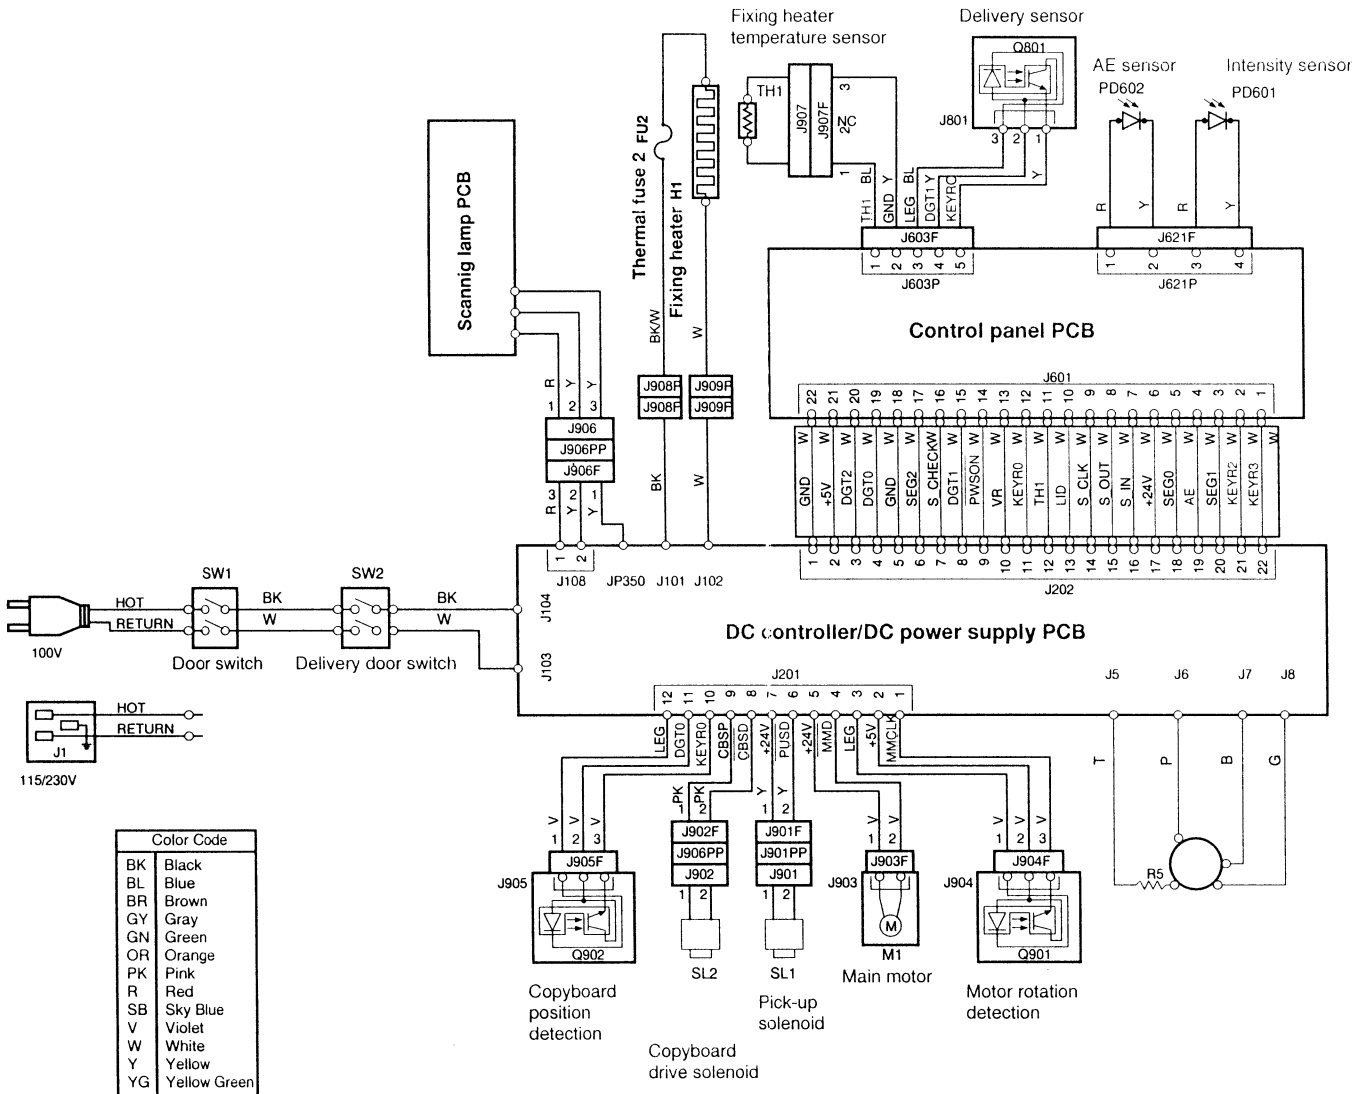 Fixing heater
temperature sensor
Delivery sensor
Q801
AE sensor
PD602
Intensity sensor
PD601
TH1
J907
J907F
3
NC
2
1
J801
3 2 1
Scannig lamp PCB
Thermal fuse 2 FU2
Fixing heater H1
BL
Y
BL
Y
Y
TH1
GND
LEG
DGT1
KEYRO
R
Y
R
Y
J603F
1 2 3 4 5
J603P
J621F
1 2 3 4
J621P
Control panel PCB
BK/W
W
J908F
J908F
J909F
J909F
BK
W
R Y Y
1 2 3
J906
J906PP
J906F
3 2 1
R Y Y
J601
22 21 20 19 18 17 16 15 14 13 12 11 10 9 8 7 6 5 4 3 2 1
W W W W W W W W W W W W W W W W W W W W W W
GND +5V DGT2 DGT0 GND SEG2 S_CHECK DGT1 PWSON VR KEYR0 TH1 LID S_CLK S_OUT S_IN +24V SEG0 AE SEG1 KEYR2 KEYR3
1 2 3 4 5 6 7 8 9 10 11 12 13 14 15 16 17 18 19 20 21 22
J202
1 2
J108
JP350
J101
J102
SW1
SW2
HOT
RETURN
100V
BK
W
BK
W
Door switch
Delivery door switch
J104
J103
DC controller/DC power supply PCB
HOT
RETURN
J1
115/230V
J201
12 11 10 9 8 7 6 5 4 3 2 1
LEG DGT0 KEYR0 CBSP CBSD +24V PUSD +24V MMD LEG +5V MMCLK
J5
J6
J7
J8
T
P
B
G
R5
V V V
1 2 3
J905F
J905
Q902
Copyboard
position
detection
PK PK
1 2
J902F
J906PP
J902
1 2
SL2
Copyboard
drive solenoid
Y Y
1 2
J901F
J901PP
J901
1 2
SL1
Pick-up
solenoid
V V
1 2
J903F
J903
M
M1
Main motor
V V V
1 2 3
J904F
J904
Q901
Motor rotation
detection
Color Code
BK Black
BL Blue
BR Brown
GY Gray
GN Green
OR Orange
PK Pink
R Red
SB Sky Blue
V Violet
W White
Y Yellow
YG Yellow Green